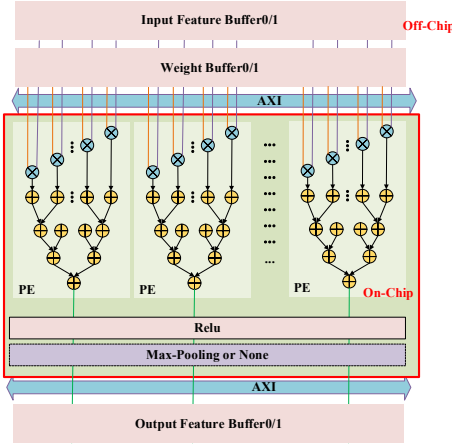 Input Feature Buffer0/1
Off-Chip
Weight Buffer0/1
AXI
PE
PE
PE
On-Chip
Relu
Max-Pooling or None
AXI
Output Feature Buffer0/1